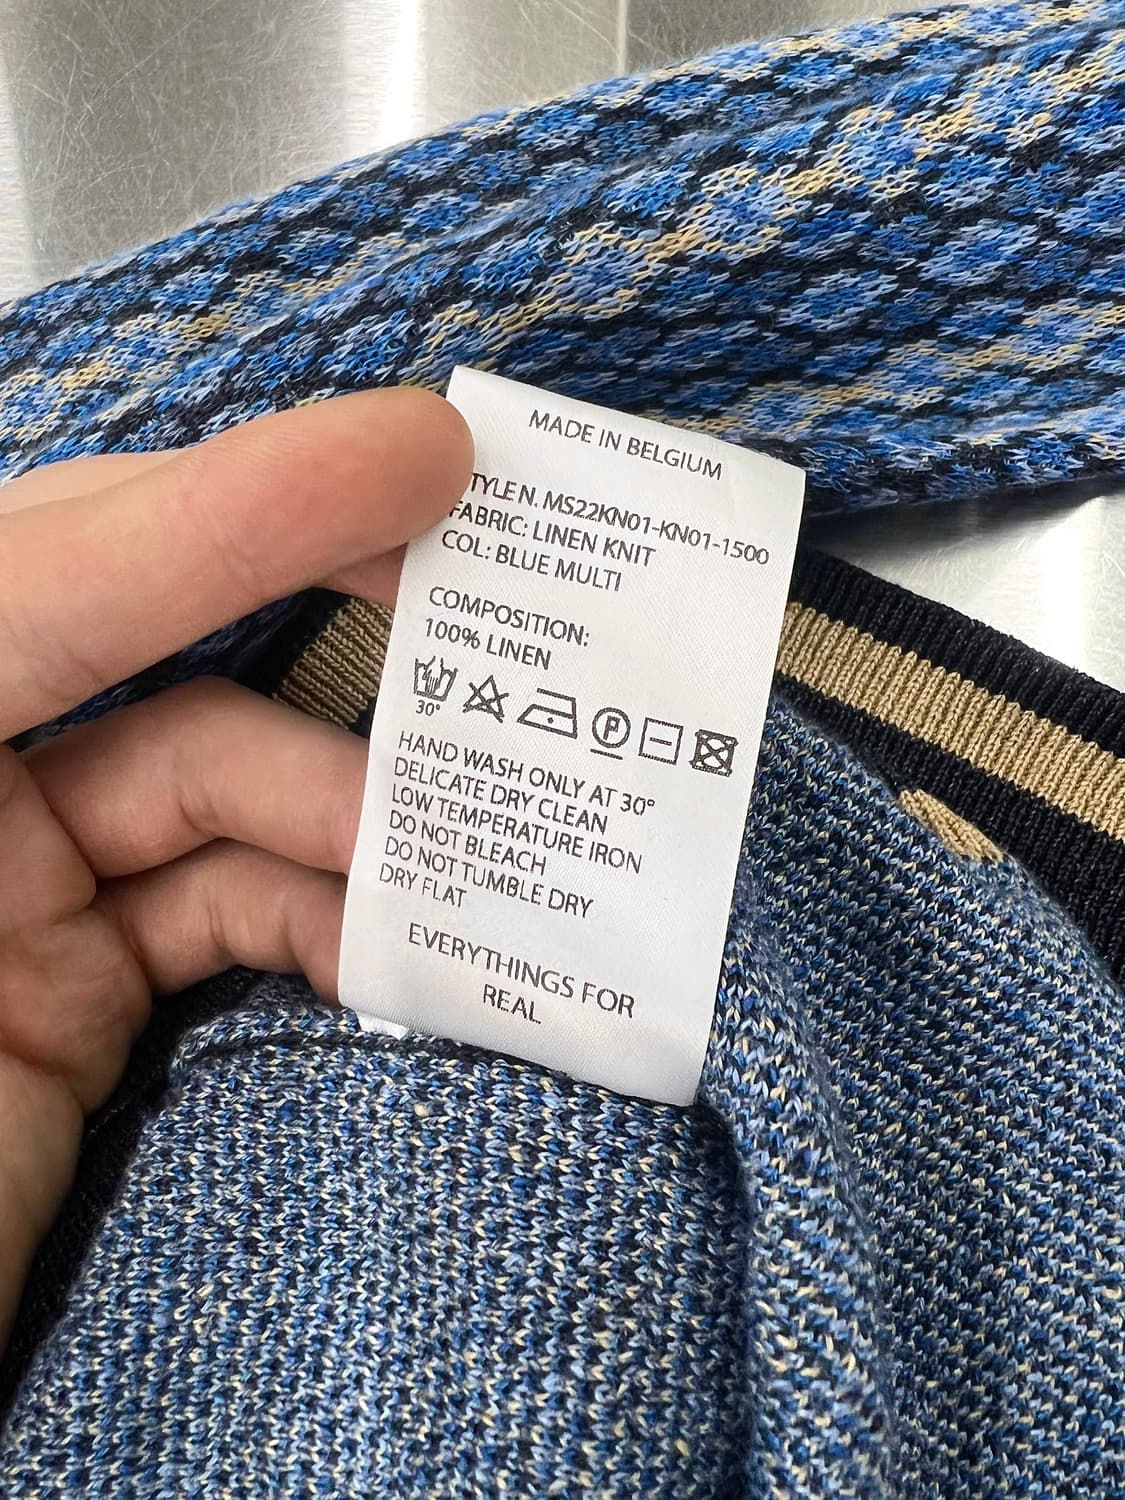 MADE IN BELGIUM
TYLE N. MS22KN01-KN01-1500
FABRIC: LINEN KNIT
COL: BLUE MULTI
COMPOSITION:
100% LINEN
30°
P
HAND WASH ONLY AT 30°
DELICATE DRY CLEAN
LOW TEMPERATURE IRON
DO NOT BLEACH
DO NOT TUMBLE DRY
DRY FLAT
EVERYTHINGS FOR
REAL